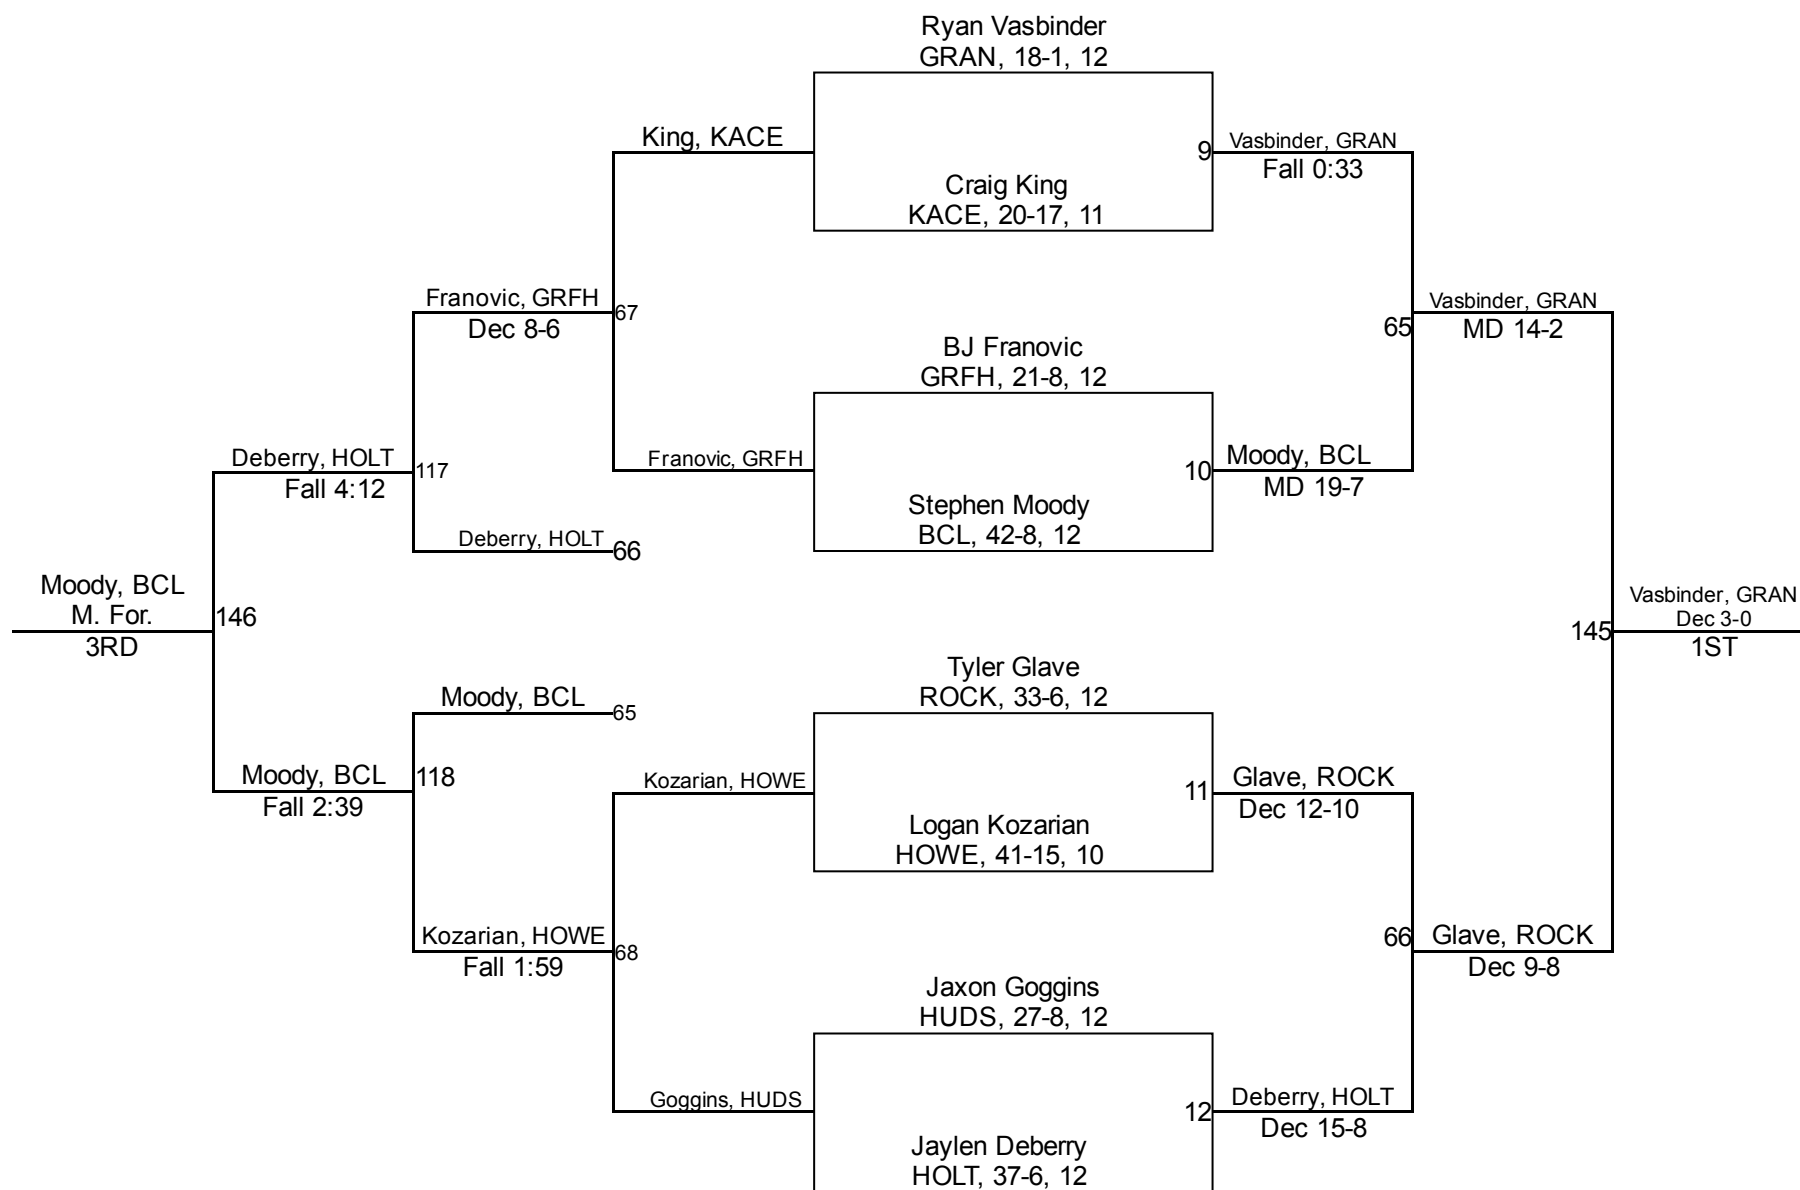 Ryan Vasbinder
GRAN, 18-1, 12
King, KACE
9
Vasbinder, GRAN
Fall 0:33
Craig King
KACE, 20-17, 11
Franovic, GRFH
Dec 8-6
67
65
Vasbinder, GRAN
MD 14-2
BJ Franovic
GRFH, 21-8, 12
Deberry, HOLT
Fall 4:12
117
Franovic, GRFH
10
Moody, BCL
MD 19-7
Stephen Moody
BCL, 42-8, 12
Deberry, HOLT
66
Moody, BCL
M. For.
3RD
146
145
Vasbinder, GRAN
Dec 3-0
1ST
Moody, BCL
65
Tyler Glave
ROCK, 33-6, 12
Moody, BCL
Fall 2:39
118
Kozarian, HOWE
11
Glave, ROCK
Dec 12-10
Logan Kozarian
HOWE, 41-15, 10
Kozarian, HOWE
Fall 1:59
68
66
Glave, ROCK
Dec 9-8
Jaxon Goggins
HUDS, 27-8, 12
Goggins, HUDS
12
Deberry, HOLT
Dec 15-8
Jaylen Deberry
HOLT, 37-6, 12